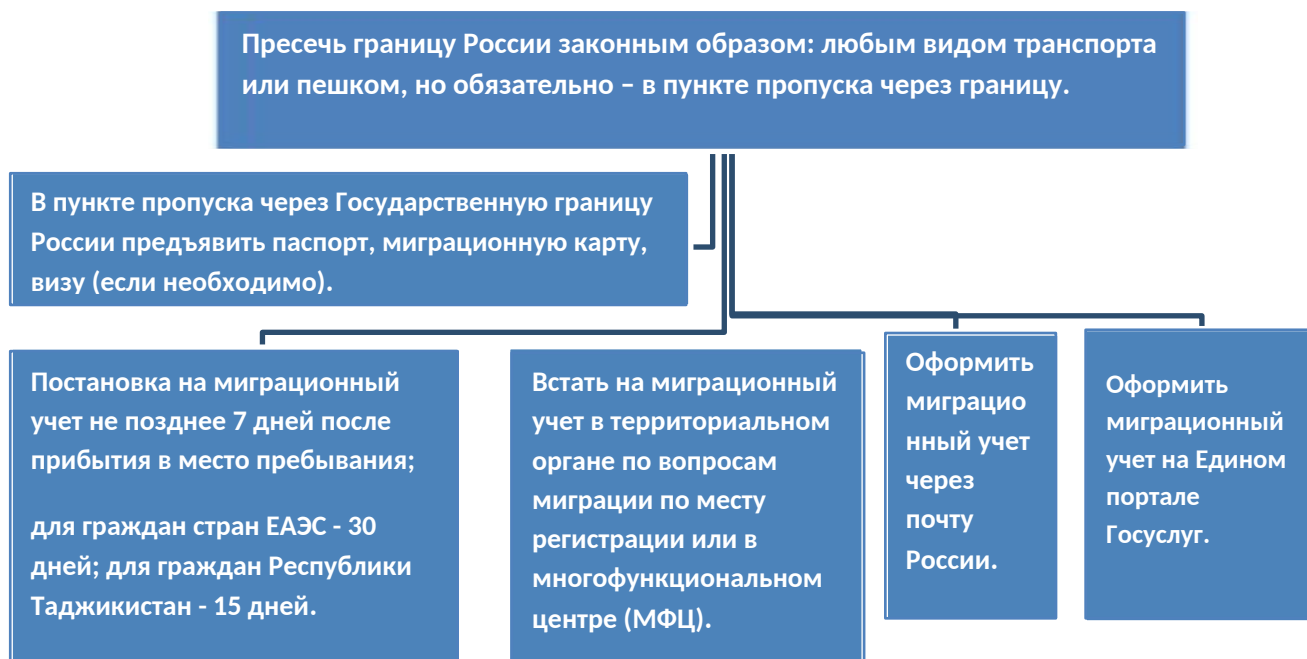 Пресечь границу России законным образом: любым видом транспорта
или пешком, но обязательно – в пункте пропуска через границу.
В пункте пропуска через Государственную границу
России предъявить паспорт, миграционную карту,
визу (если необходимо).
Постановка на миграционный
учет не позднее 7 дней после
прибытия в место пребывания;
для граждан стран ЕАЭС - 30
дней; для граждан Республики
Таджикистан - 15 дней.
Встать на миграционный
учет в территориальном
органе по вопросам
миграции по месту
регистрации или в
многофункциональном
центре (МФЦ).
Оформить
миграцио
нный учет
через
почту
России.
Оформить
миграционный
учет на Едином
портале
Госуслуг.